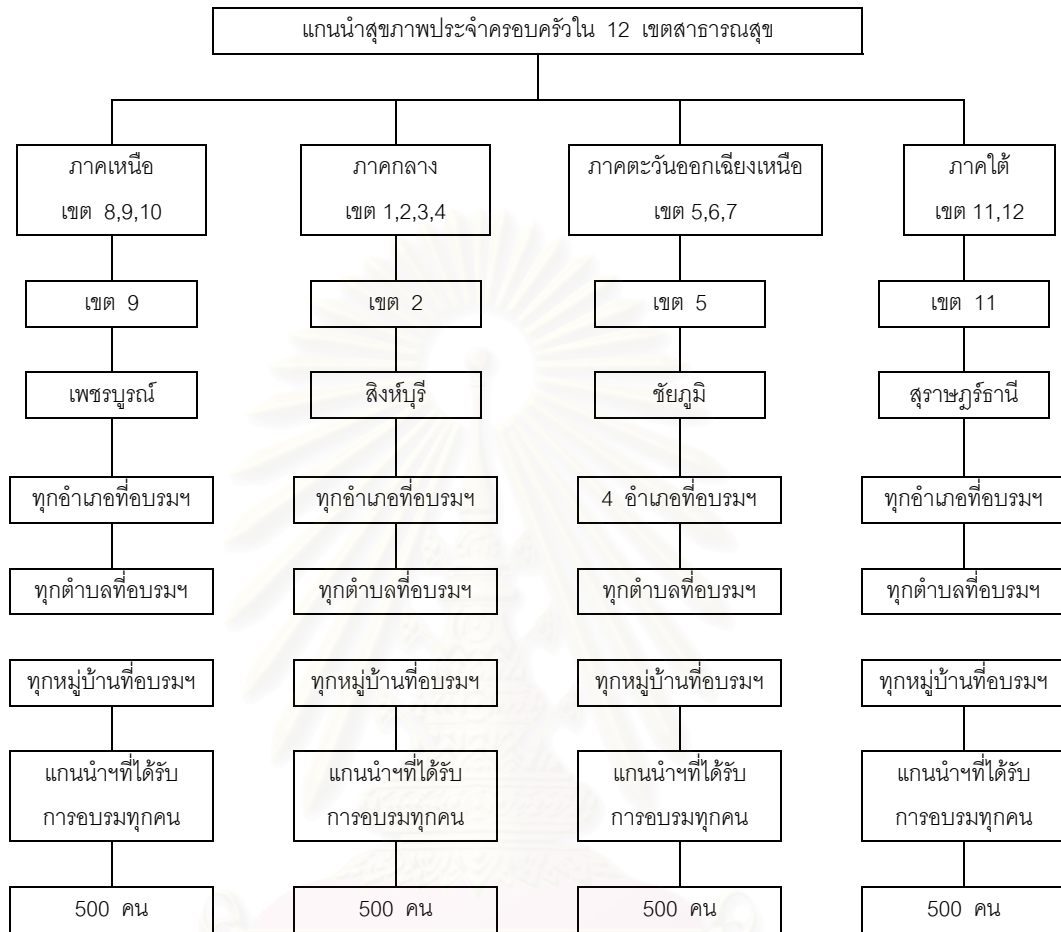 แกนนำสุขภาพประจำครอบครัวใน 12 เขตสาธารณสุข
ภาคเหนือ
เขต 8,9,10
ภาคกลาง
เขต 1,2,3,4
ภาคตะวันออกเฉียงเหนือ
เขต 5,6,7
ภาคใต้
เขต 11,12
เขต 9
เขต 2
เขต 5
เขต 11
เพชรบูรณ์
สิงห์บุรี
ชัยภูมิ
สุราษฎร์ธานี
ทุกอำเภอที่อบรมฯ
ทุกอำเภอที่อบรมฯ
4 อำเภอที่อบรมฯ
ทุกอำเภอที่อบรมฯ
ทุกตำบลที่อบรมฯ
ทุกตำบลที่อบรมฯ
ทุกตำบลที่อบรมฯ
ทุกตำบลที่อบรมฯ
ทุกหมู่บ้านที่อบรมฯ
ทุกหมู่บ้านที่อบรมฯ
ทุกหมู่บ้านที่อบรมฯ
ทุกหมู่บ้านที่อบรมฯ
แกนนำฯที่ได้รับ
การอบรมทุกคน
แกนนำฯที่ได้รับ
การอบรมทุกคน
แกนนำฯที่ได้รับ
การอบรมทุกคน
แกนนำฯที่ได้รับ
การอบรมทุกคน
500 คน
500 คน
500 คน
500 คน